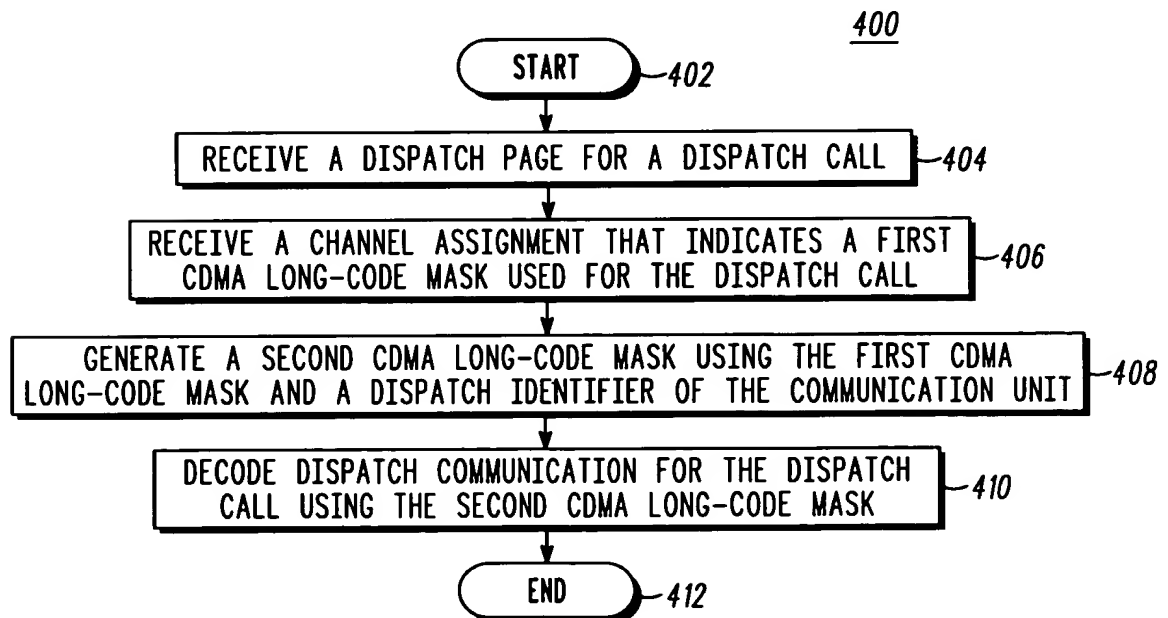 400
START
402
RECEIVE A DISPATCH PAGE FOR A DISPATCH CALL
404
RECEIVE A CHANNEL ASSIGNMENT THAT INDICATES A FIRST
CDMA LONG-CODE MASK USED FOR THE DISPATCH CALL
406
GENERATE A SECOND CDMA LONG-CODE MASK USING THE FIRST CDMA
LONG-CODE MASK AND A DISPATCH IDENTIFIER OF THE COMMUNICATION UNIT
408
DECODE DISPATCH COMMUNICATION FOR THE DISPATCH
CALL USING THE SECOND CDMA LONG-CODE MASK
410
END
412